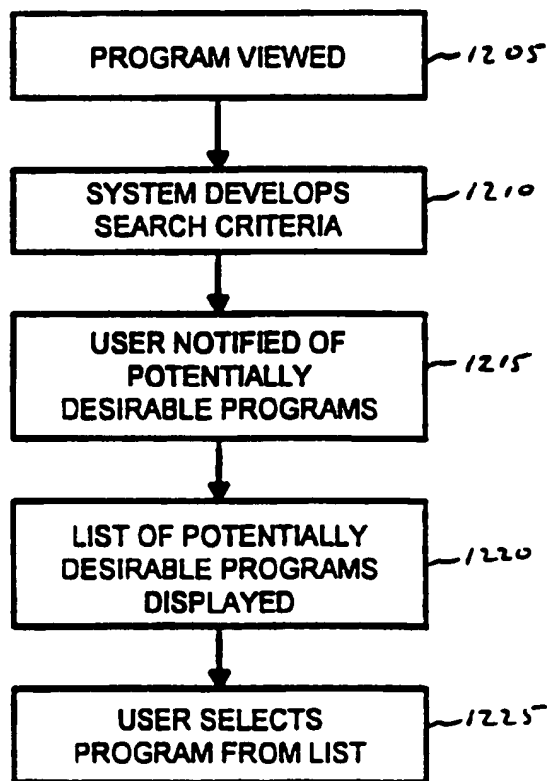 PROGRAM VIEWED
1205
SYSTEM DEVELOPS
SEARCH CRITERIA
1210
USER NOTIFIED OF
POTENTIALLY
DESIRABLE PROGRAMS
1215
LIST OF POTENTIALLY
DESIRABLE PROGRAMS
DISPLAYED
1220
USER SELECTS
PROGRAM FROM LIST
1225